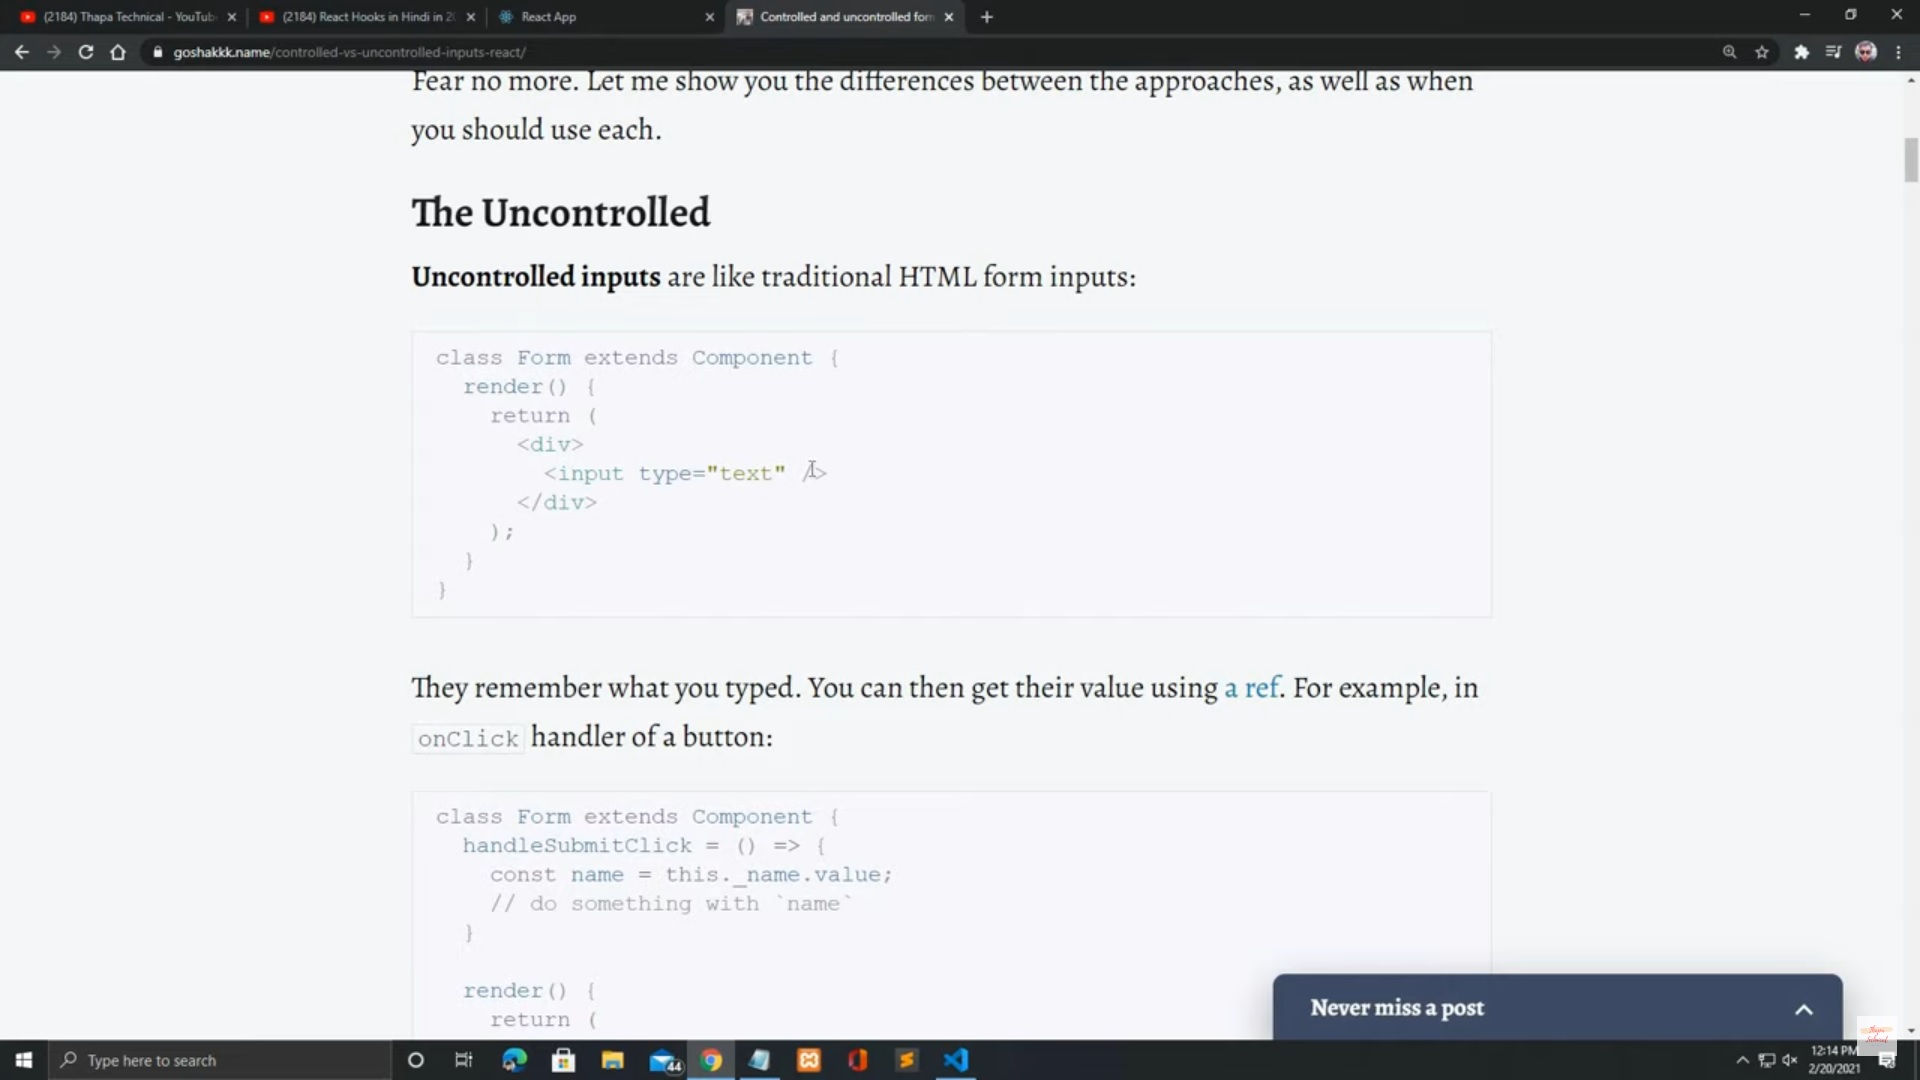 (2184) Thapa Technical - YouTub
(2184) React Hooks in Hindi in 20
React App
Controlled and uncontrolled form
goshakkk.name/controlled-vs-uncontrolled-inputs-react/
Fear no more. Let me show you the differences between the approaches, as well as when
you should use each.
The Uncontrolled
Uncontrolled inputs are like traditional HTML form inputs:
class Form extends Component {
render() {
return (
<div>
<input type="text" />
</div>
);
}
}
They remember what you typed. You can then get their value using a ref. For example, in
onClick handler of a button:
class Form extends Component {
handleSubmitClick = () => {
const name = this._name.value;
// do something with `name`
}
render() {
return (
Never miss a post
Type here to search
44
12:14 PM
2/20/2021